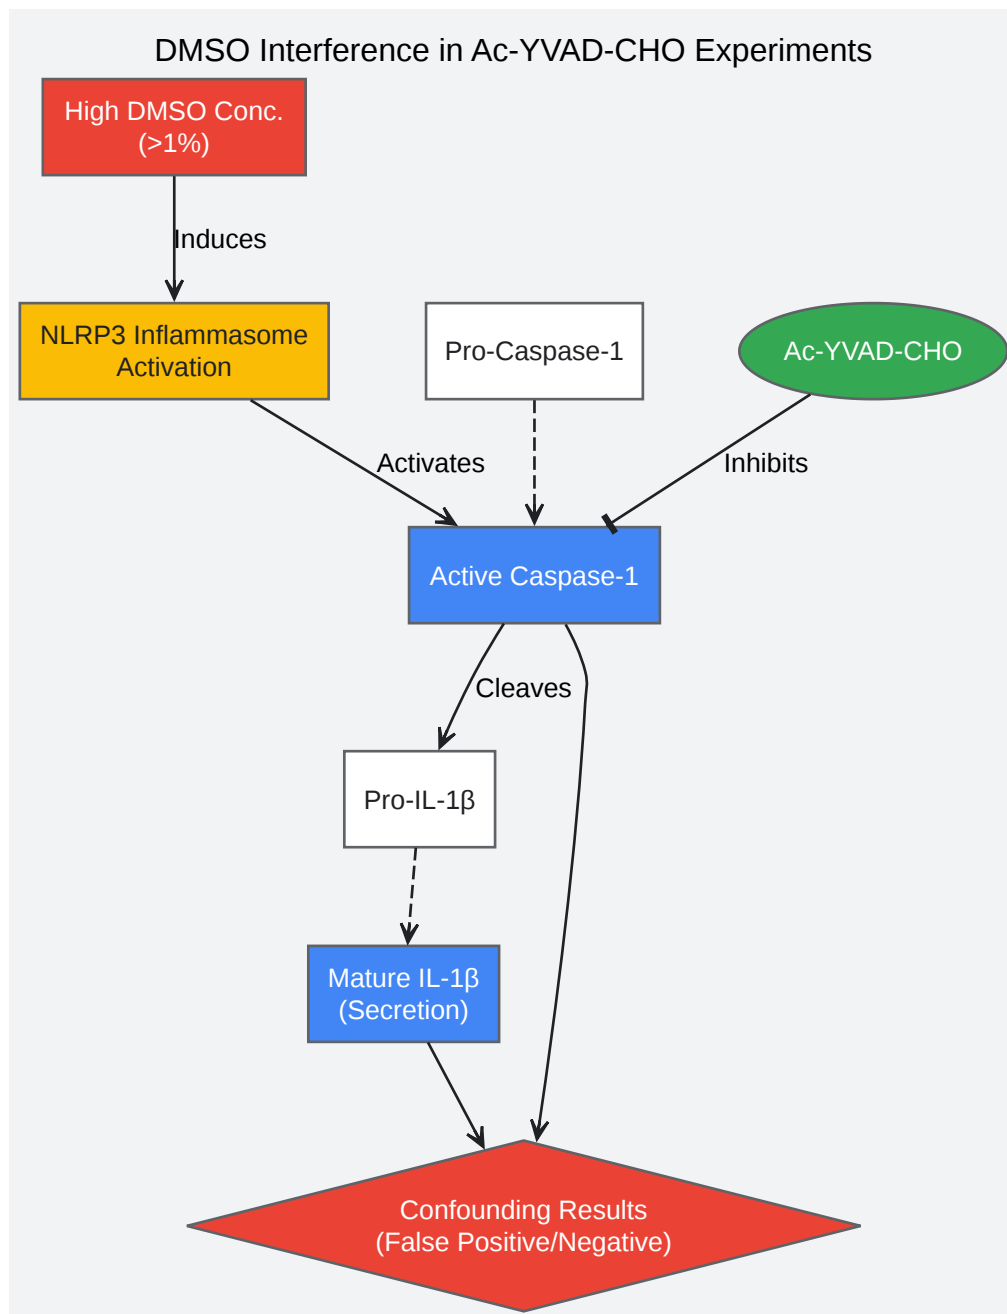 DMSO Interference in Ac-YVAD-CHO Experiments
High DMSO Conc.
(>1%)
Induces
NLRP3 Inflammasome
Activation
Pro-Caspase-1
Ac-YVAD-CHO
Activates
Inhibits
Active Caspase-1
Cleaves
Pro-IL-1β
Mature IL-1β
(Secretion)
Confounding Results
(False Positive/Negative)